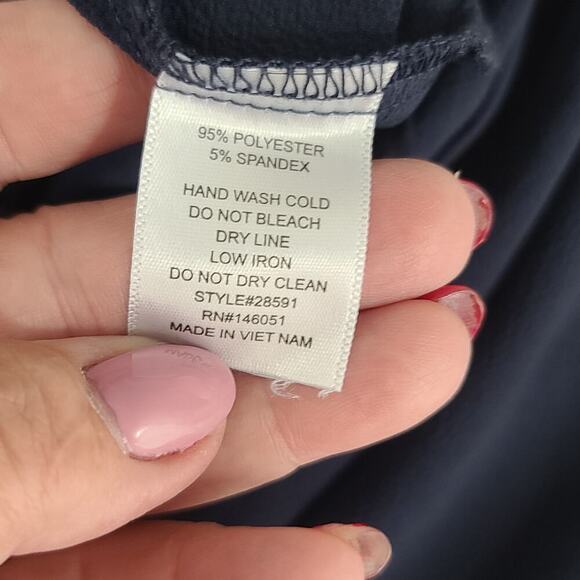 95% POLYESTER
5% SPANDEX
HAND WASH COLD
DO NOT BLEACH
DRY LINE
LOW IRON
DO NOT DRY CLEAN
STYLE#28591
RN#146051
MADE IN VIET NAM